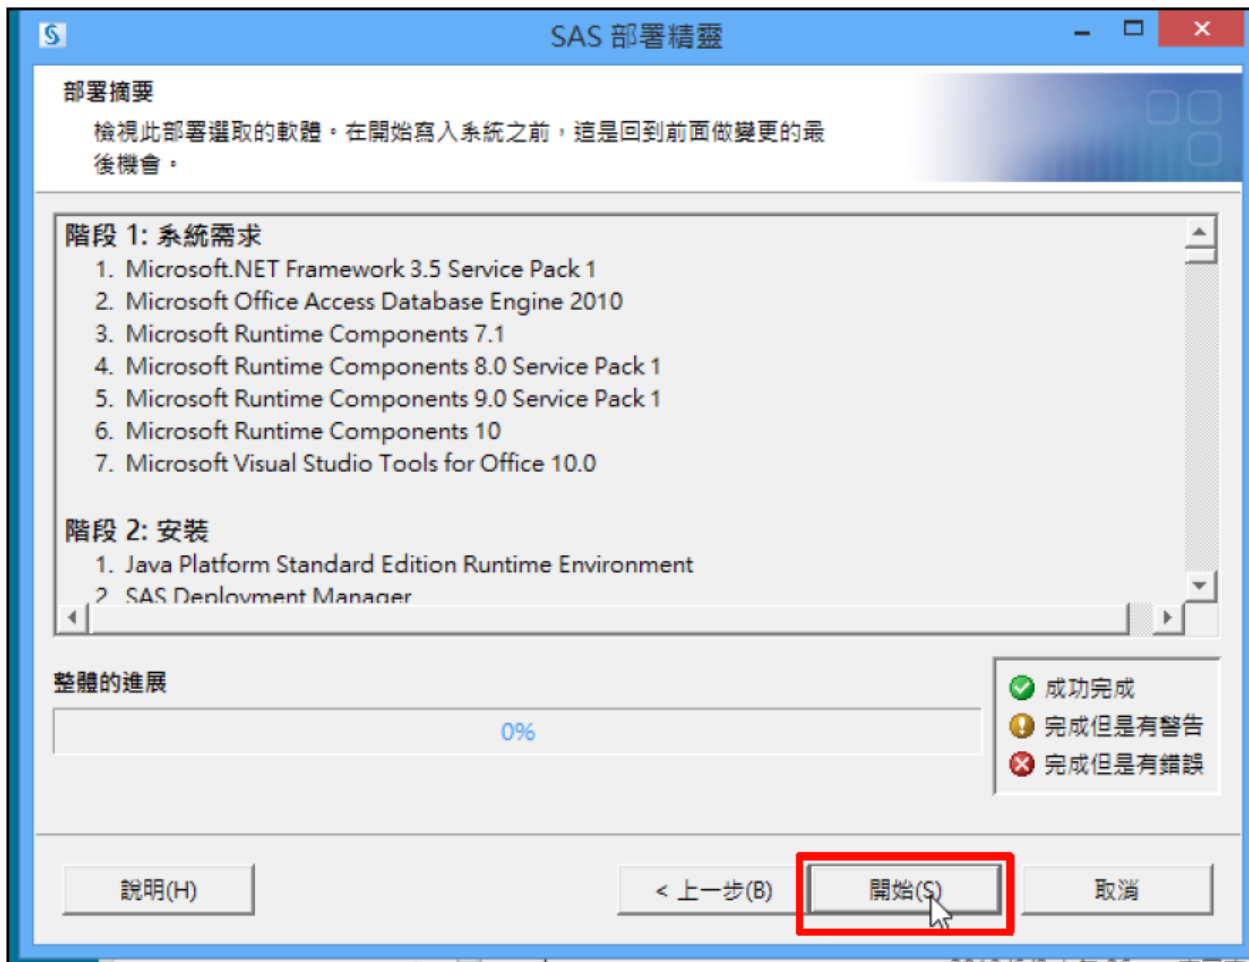 SAS 部署精靈
部署摘要
檢視此部署選取的軟體。在開始寫入系統之前，這是回到前面做變更的最
後機會。
階段 1: 系統需求
1. Microsoft.NET Framework 3.5 Service Pack 1
2. Microsoft Office Access Database Engine 2010
3. Microsoft Runtime Components 7.1
4. Microsoft Runtime Components 8.0 Service Pack 1
5. Microsoft Runtime Components 9.0 Service Pack 1
6. Microsoft Runtime Components 10
7. Microsoft Visual Studio Tools for Office 10.0
階段 2: 安裝
1. Java Platform Standard Edition Runtime Environment
2. SAS Deployment Manager
整體的進展
0%
成功完成
完成但是有警告
完成但是有錯誤
說明(H)
< 上一步(B)
開始(S)
取消